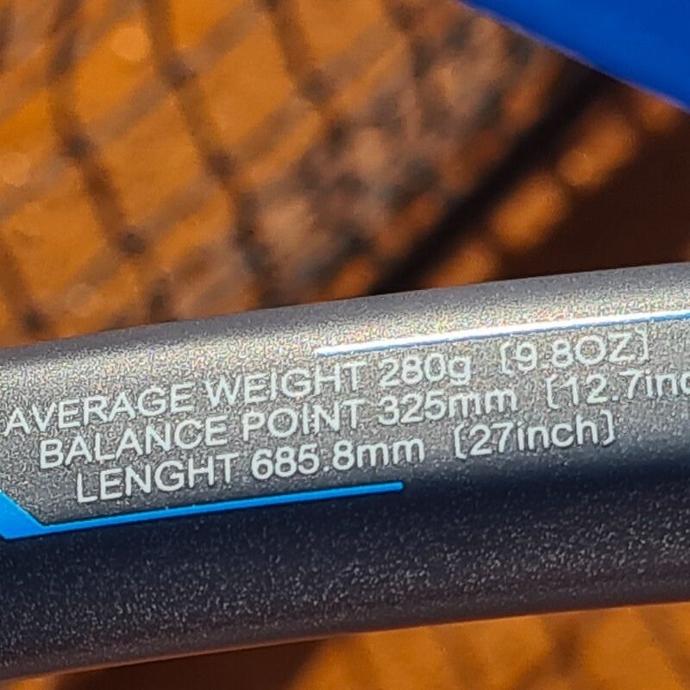 AVERAGE WEIGHT 280g [9.8OZ]
BALANCE POINT 325mm [12.7inc
LENGHT 685.8mm [27inch]